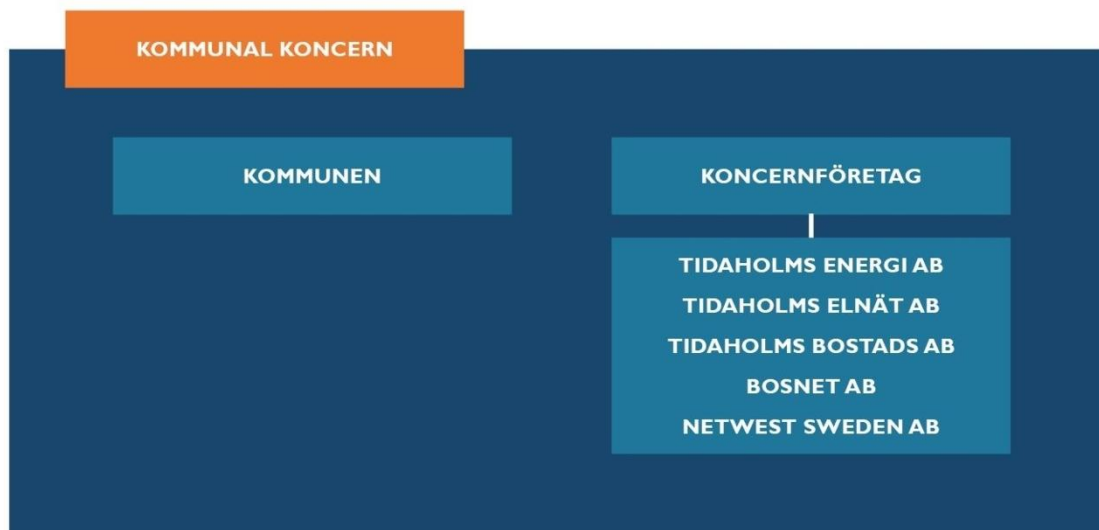 KOMMUNAL KONCERN
KOMMUNEN
KONCERNFÖRETAG
TIDAHOLMS ENERGI AB
TIDAHOLMS ELNÄT AB
TIDAHOLMS BOSTADS AB
BOSNET AB
NETWEST SWEDEN AB